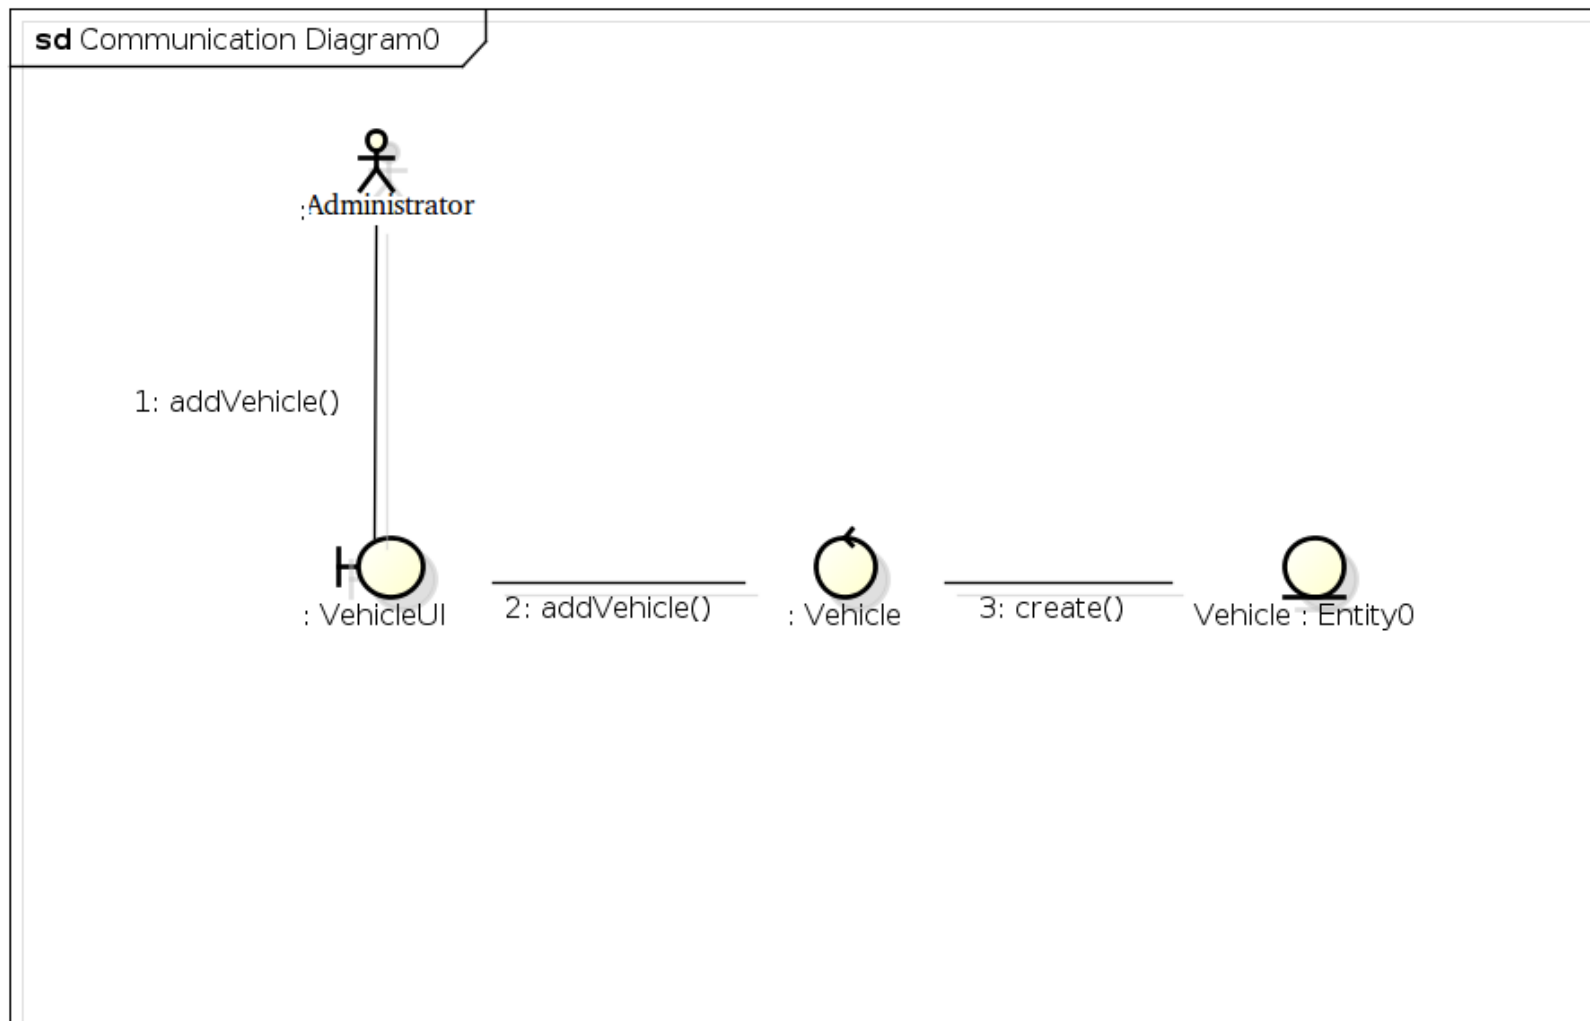 sd Communication Diagram0
:Administrator
1: addVehicle()
: VehicleUI
2: addVehicle()
: Vehicle
3: create()
Vehicle : Entity0